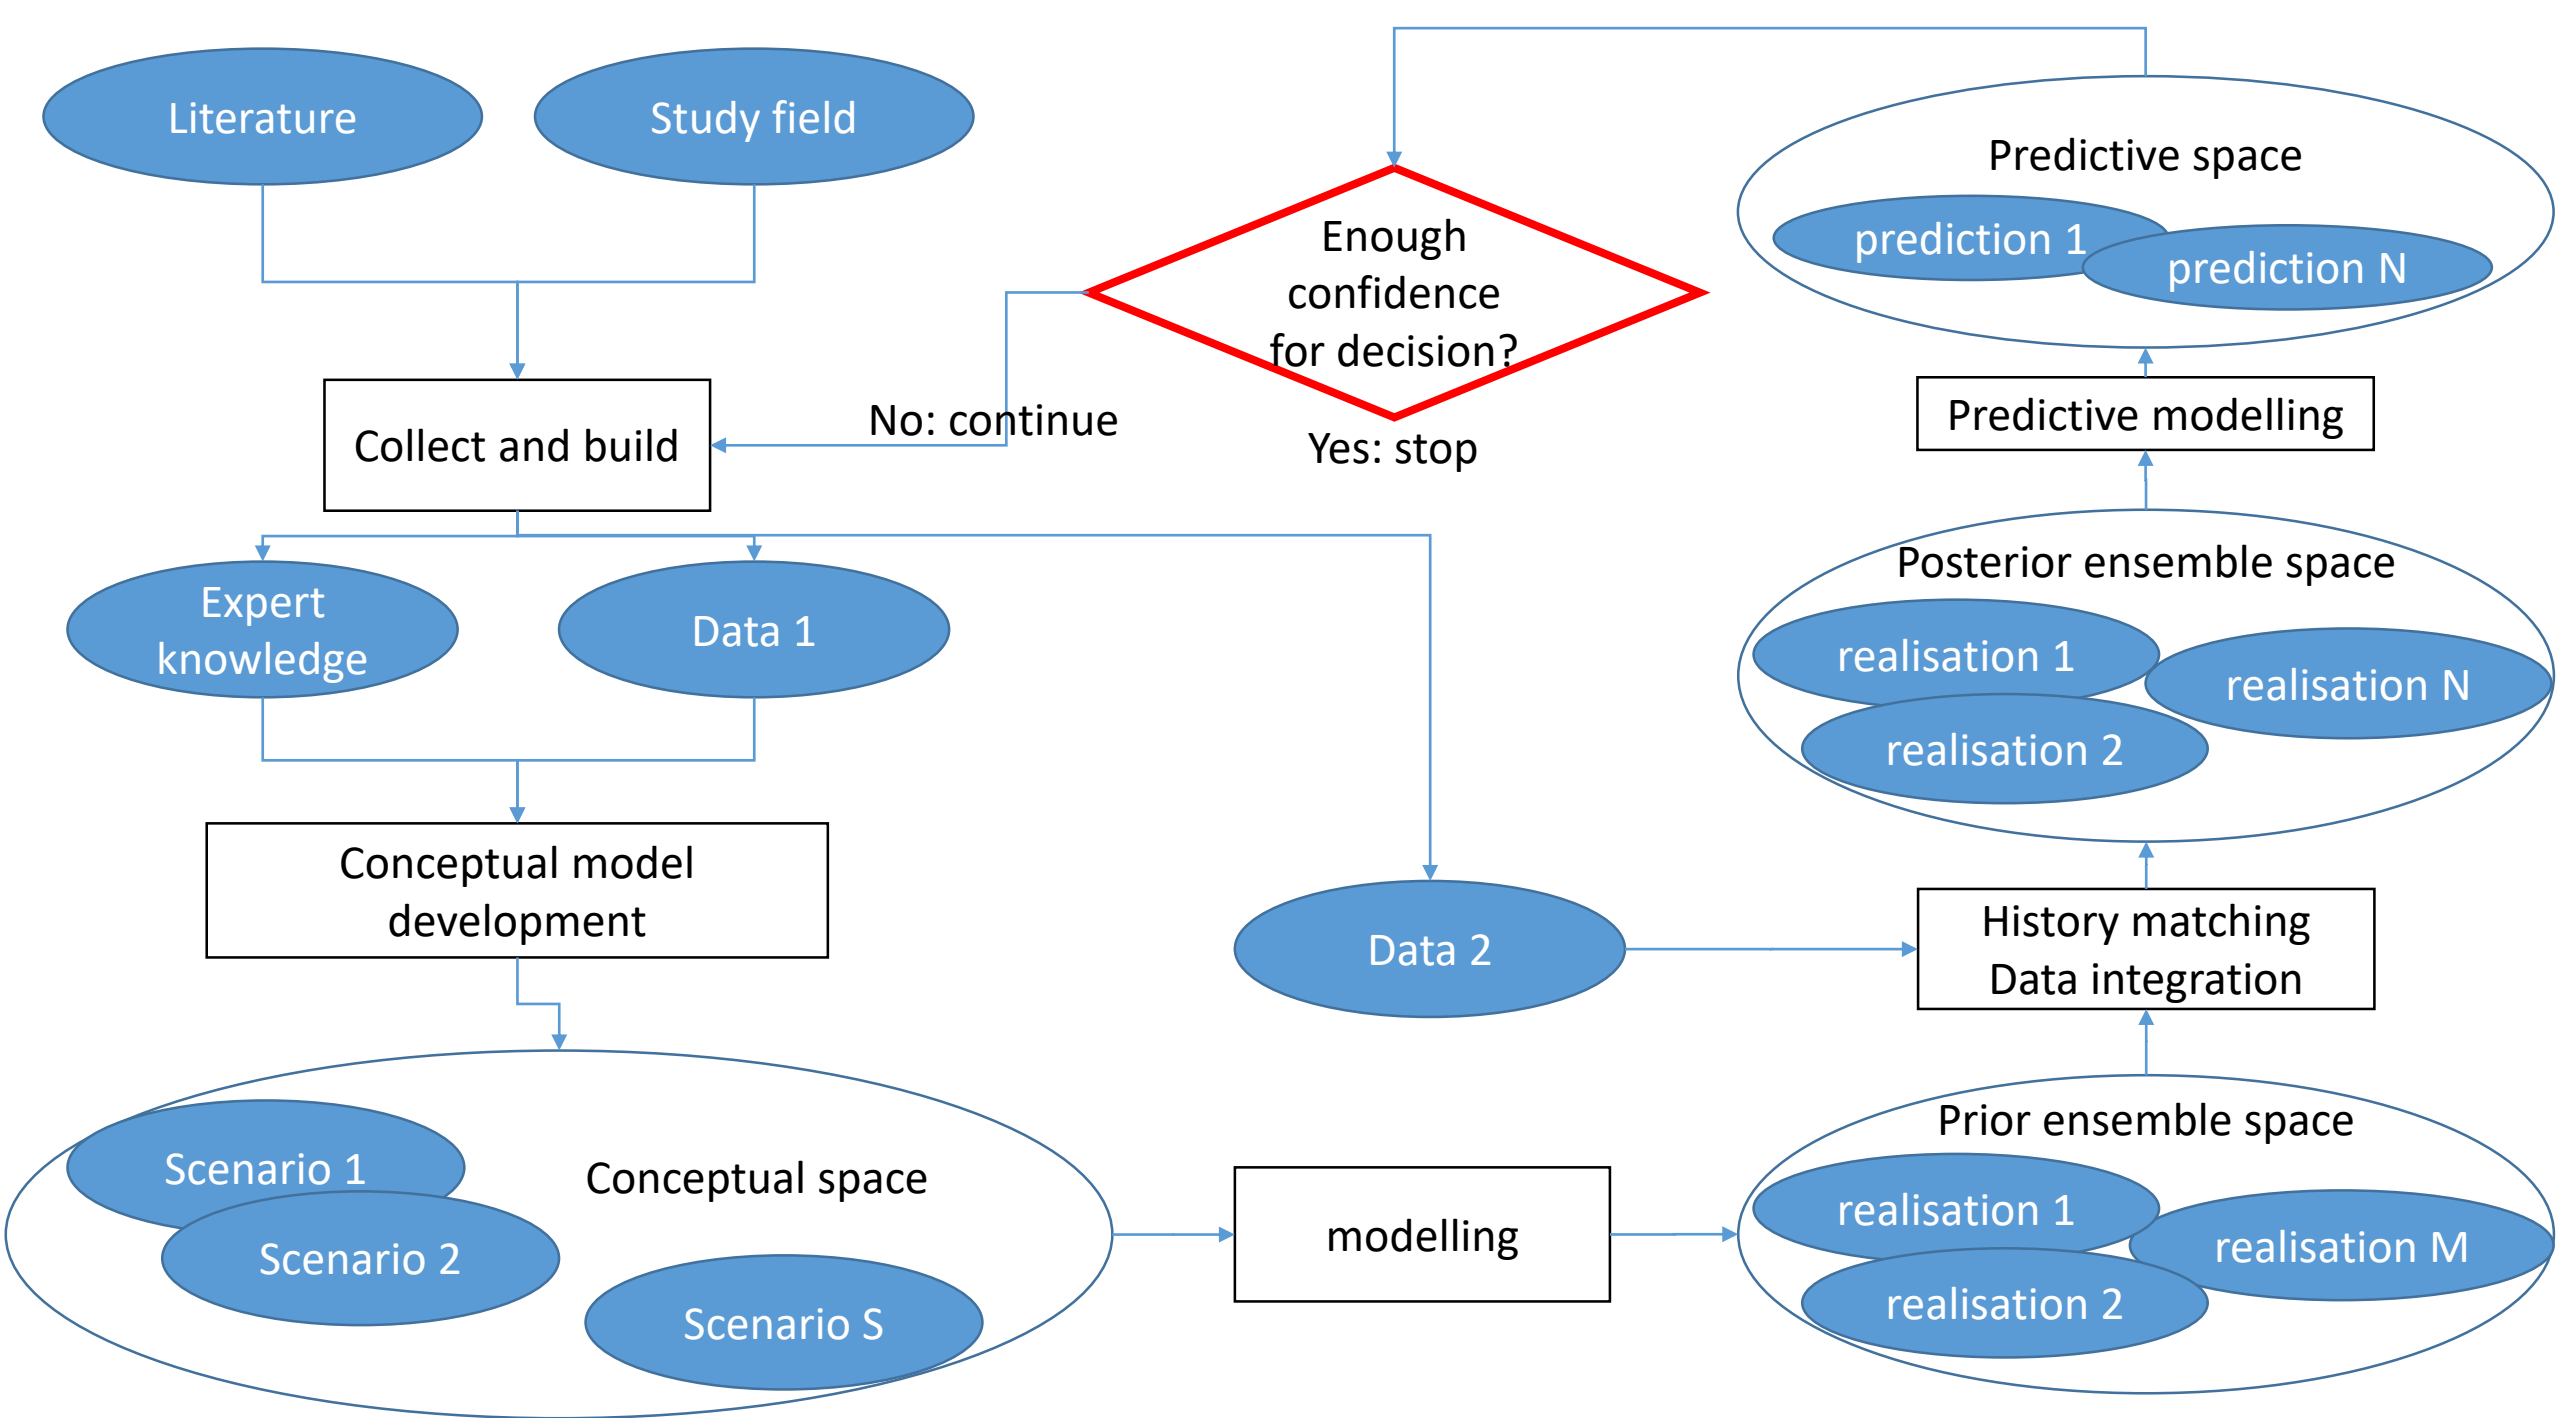 Literature
Study field
Enough
confidence
for decision?
Predictive space
prediction 1
prediction N
No: continue
Yes: stop
Collect and build
Predictive modelling
Expert
knowledge
Data 1
Posterior ensemble space
realisation 1
realisation N
realisation 2
Conceptual model
development
Data 2
History matching
Data integration
Scenario 1
Scenario 2
Conceptual space
Scenario S
modelling
Prior ensemble space
realisation 1
realisation M
realisation 2